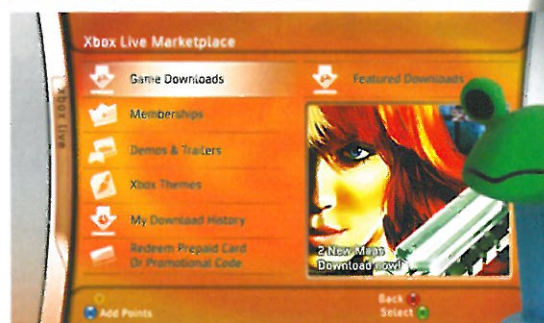 Xbox Live Marketplace
xbox live
Game Downloads
Memberships
Demos & Trailers
Xbox Themes
My Download History
Redeem Prepaid Card
Or Promotional Code
Featured Downloads
2 New Maps
Download now!
Add Points
Back B
Select A